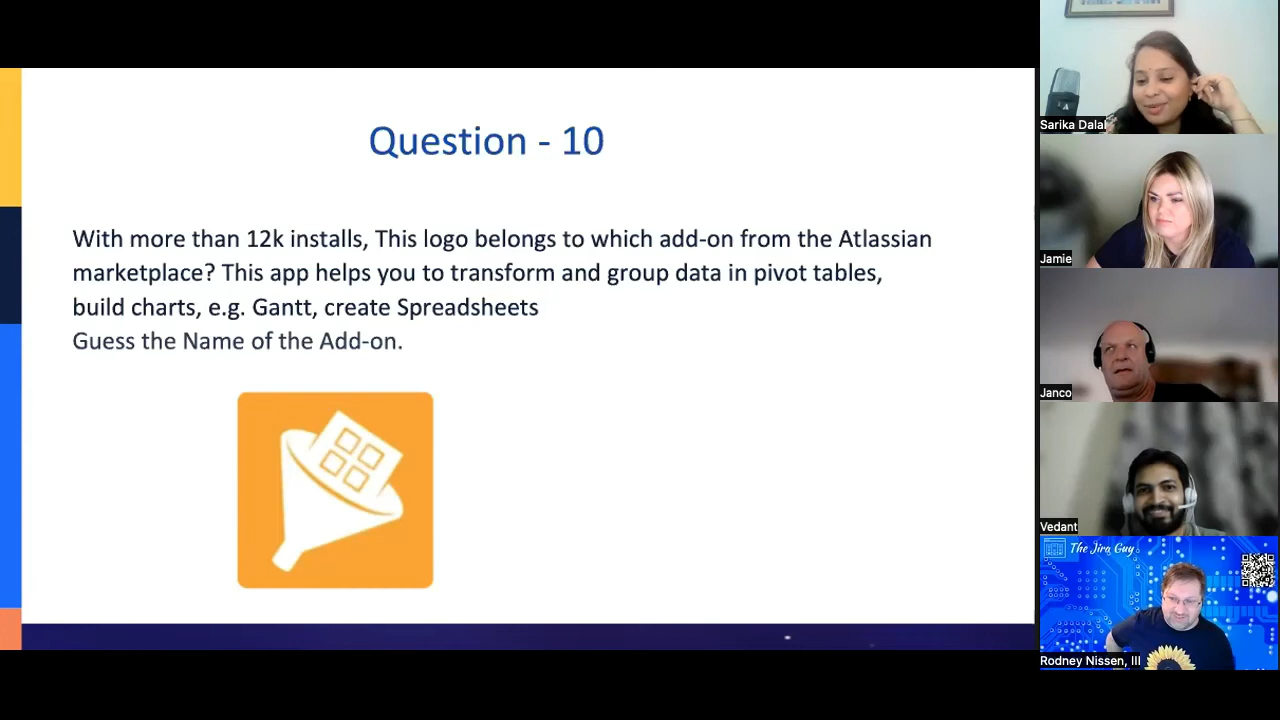 Question - 10
With more than 12k installs, This logo belongs to which add-on from the Atlassian
marketplace? This app helps you to transform and group data in pivot tables,
build charts, e.g. Gantt, create Spreadsheets
Guess the Name of the Add-on.
Sarika Dalal
Jamie
Janco
Vedant
The Jira Guy
Rodney Nissen, III